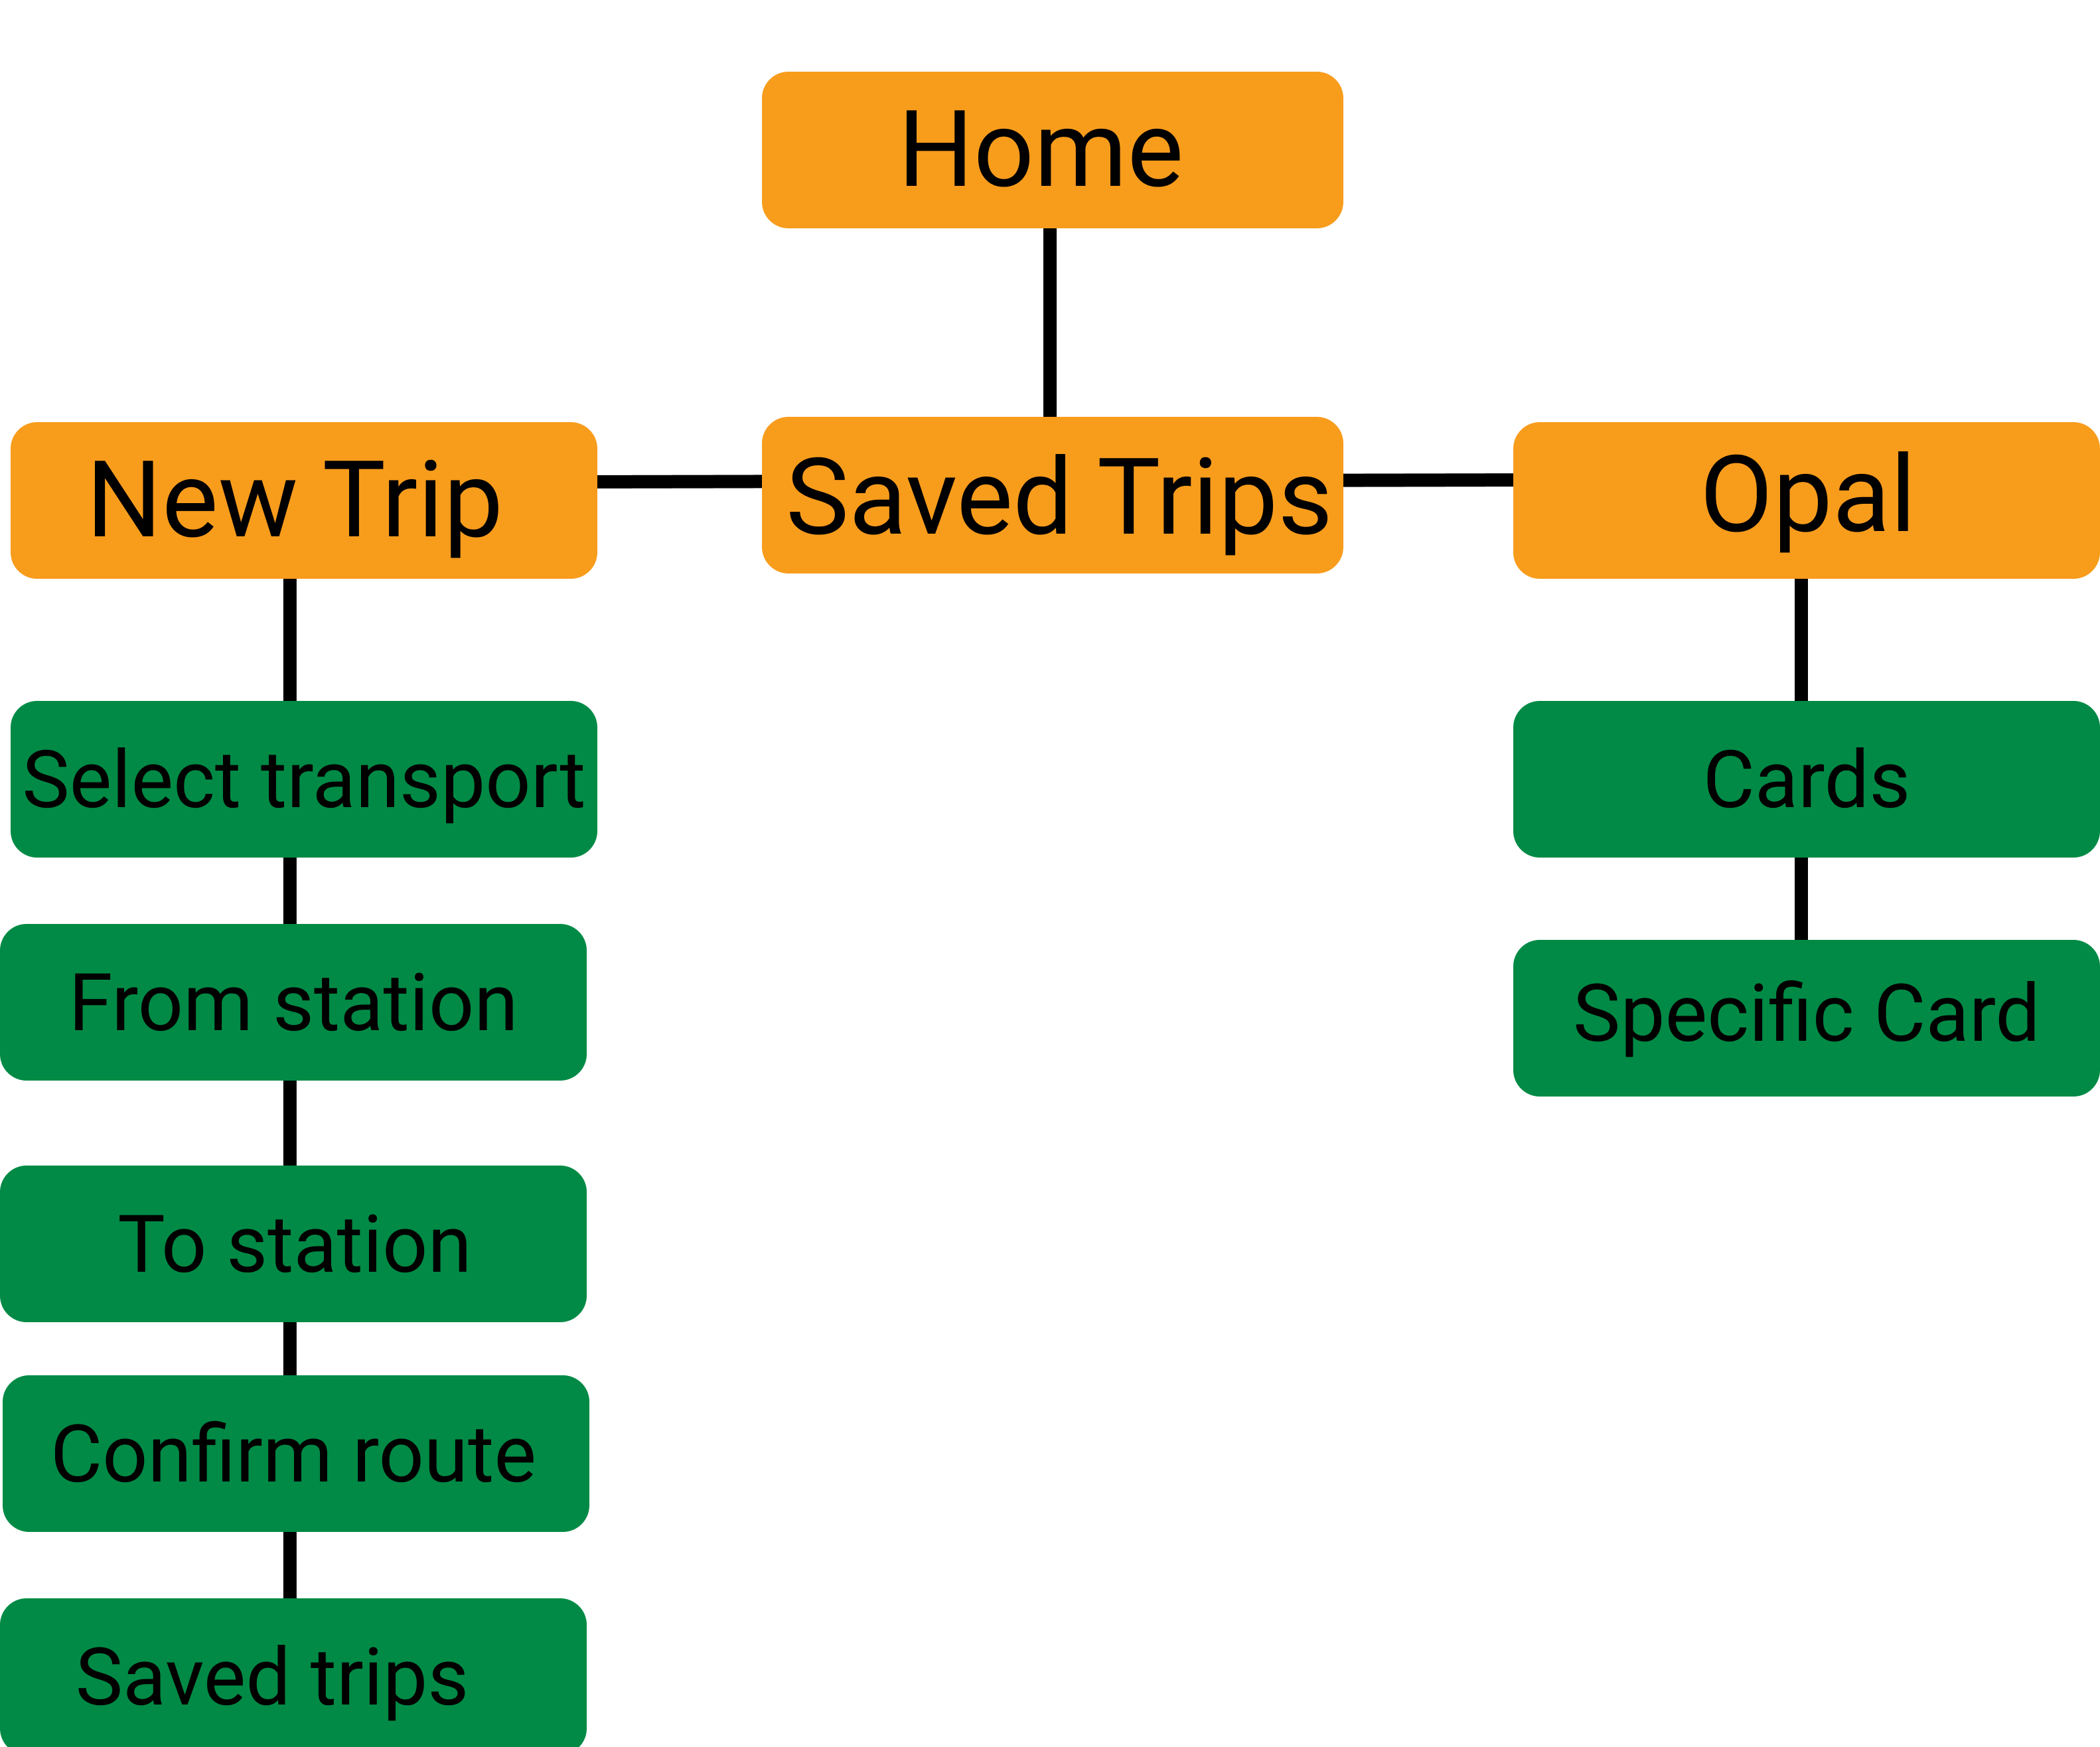 Home
New Trip
Saved Trips
Opal
Select transport
Cards
From station
Specific Card
To station
Confirm route
Saved trips